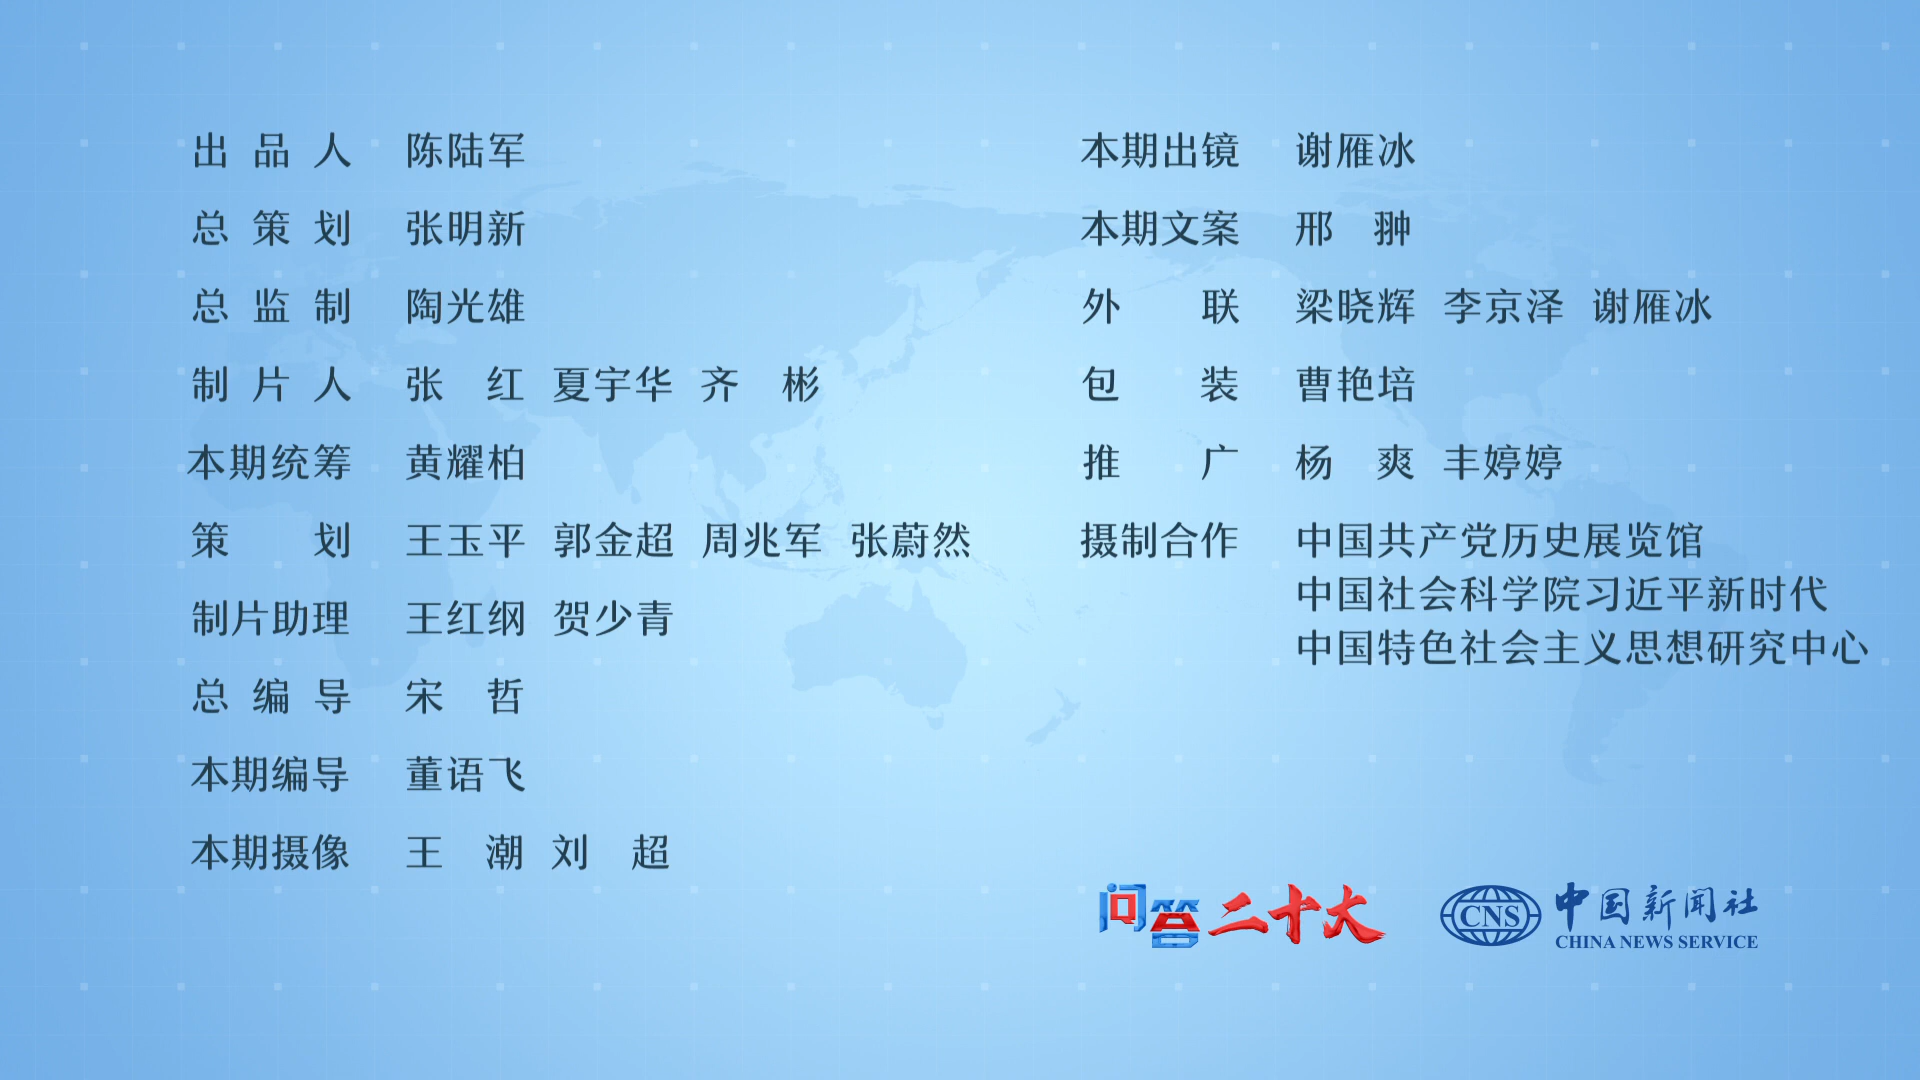 出品人 陈陆军
总策划 张明新
总监制 陶光雄
制片人 张红 夏宇华 齐彬
本期统筹 黄耀柏
策划 王玉平 郭金超 周兆军 张蔚然
制片助理 王红纲 贺少青
总编导 宋哲
本期编导 董语飞
本期摄像 王潮 刘超
本期出镜 谢雁冰
本期文案 邢翀
外联 梁晓辉 李京泽 谢雁冰
包装 曹艳培
推广 杨爽 丰婷婷
摄制合作 中国共产党历史展览馆
中国社会科学院习近平新时代
中国特色社会主义思想研究中心
问答二十大
CNS 中国新闻社
CHINA NEWS SERVICE